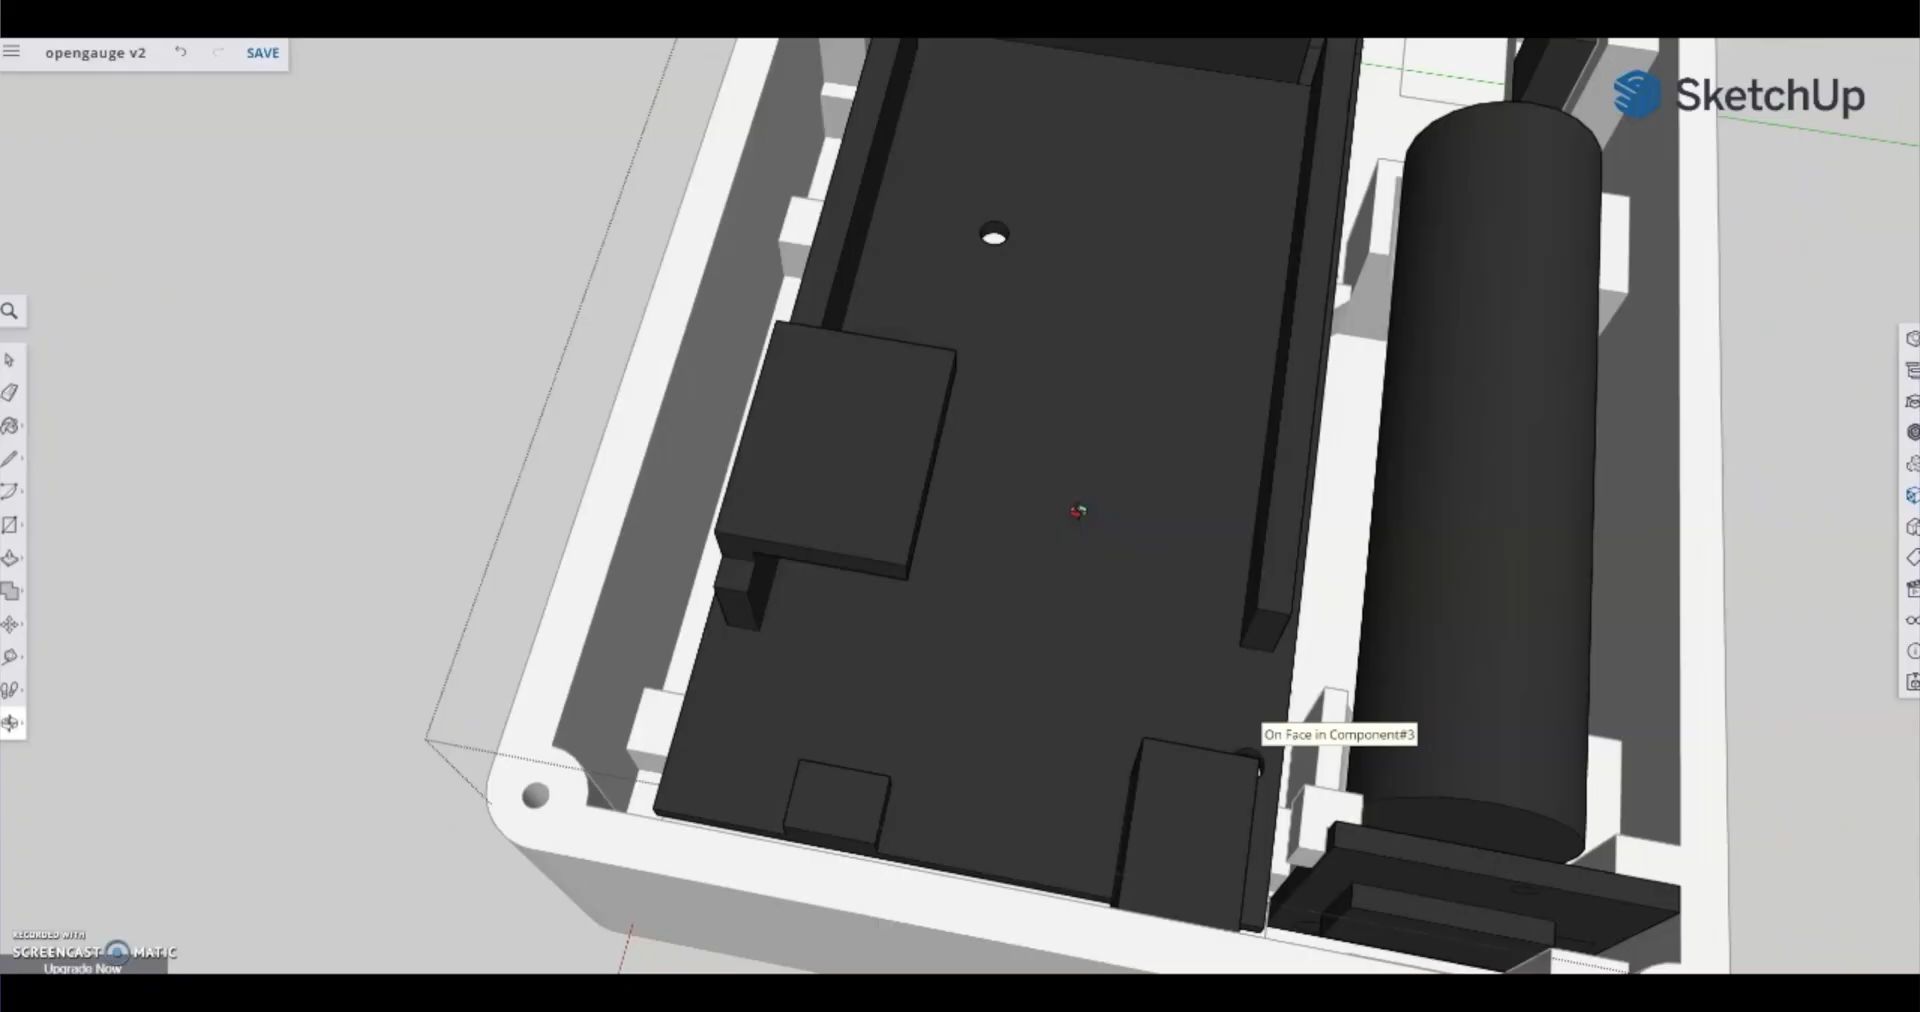 opengauge v2
SAVE
SketchUp
On Face in Component#3
RECORDED WITH
SCREENCAST MATIC
Upgrade Now